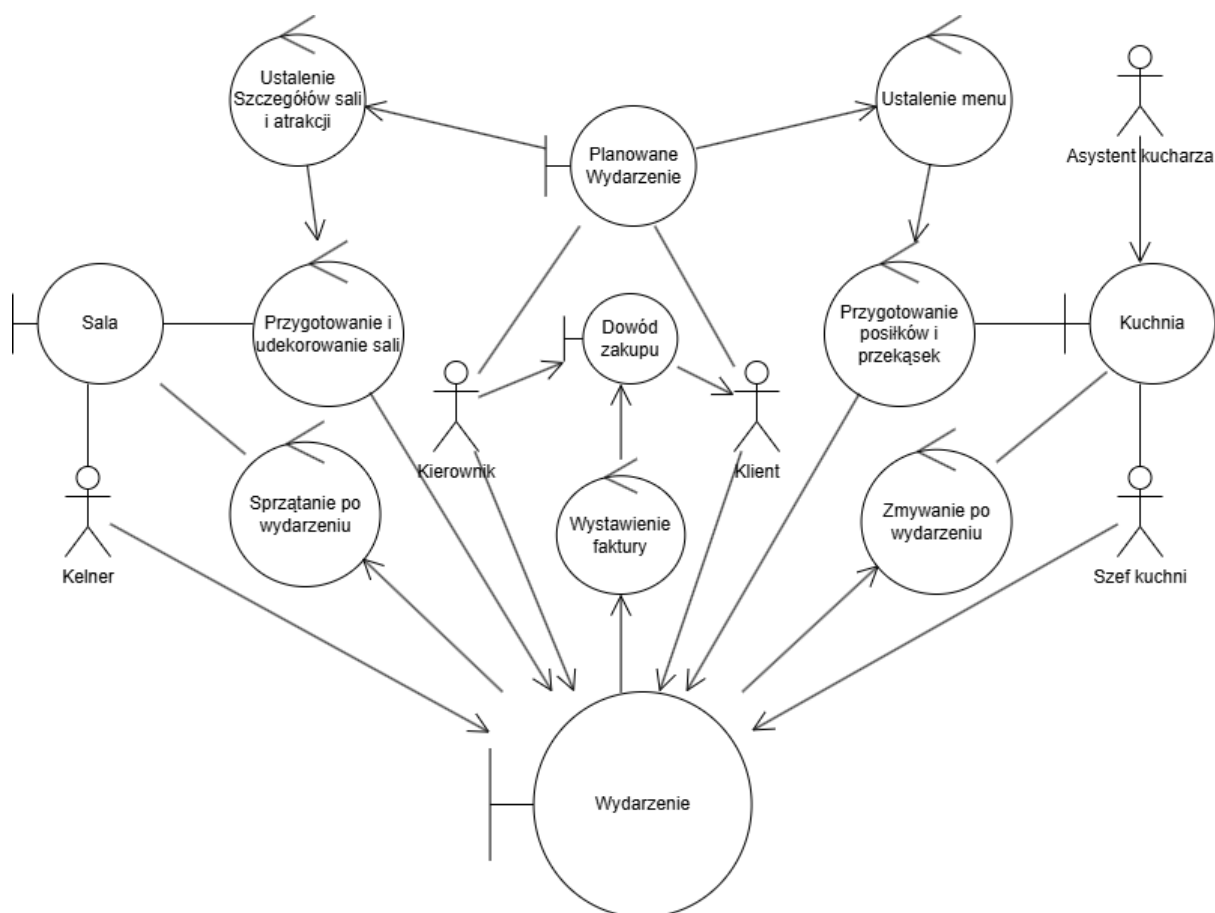 Ustalenie
Szczegółów sali
i atrakcji
Planowane
Wydarzenie
Ustalenie menu
Asystent kucharza
Sala
Przygotowanie i
udekorowanie sali
Dowód
zakupu
Przygotowanie
posiłków i
przekąsek
Kuchnia
Kierownik
Klient
Sprzątanie po
wydarzeniu
Wystawienie
faktury
Zmywanie po
wydarzeniu
Kelner
Szef kuchni
Wydarzenie